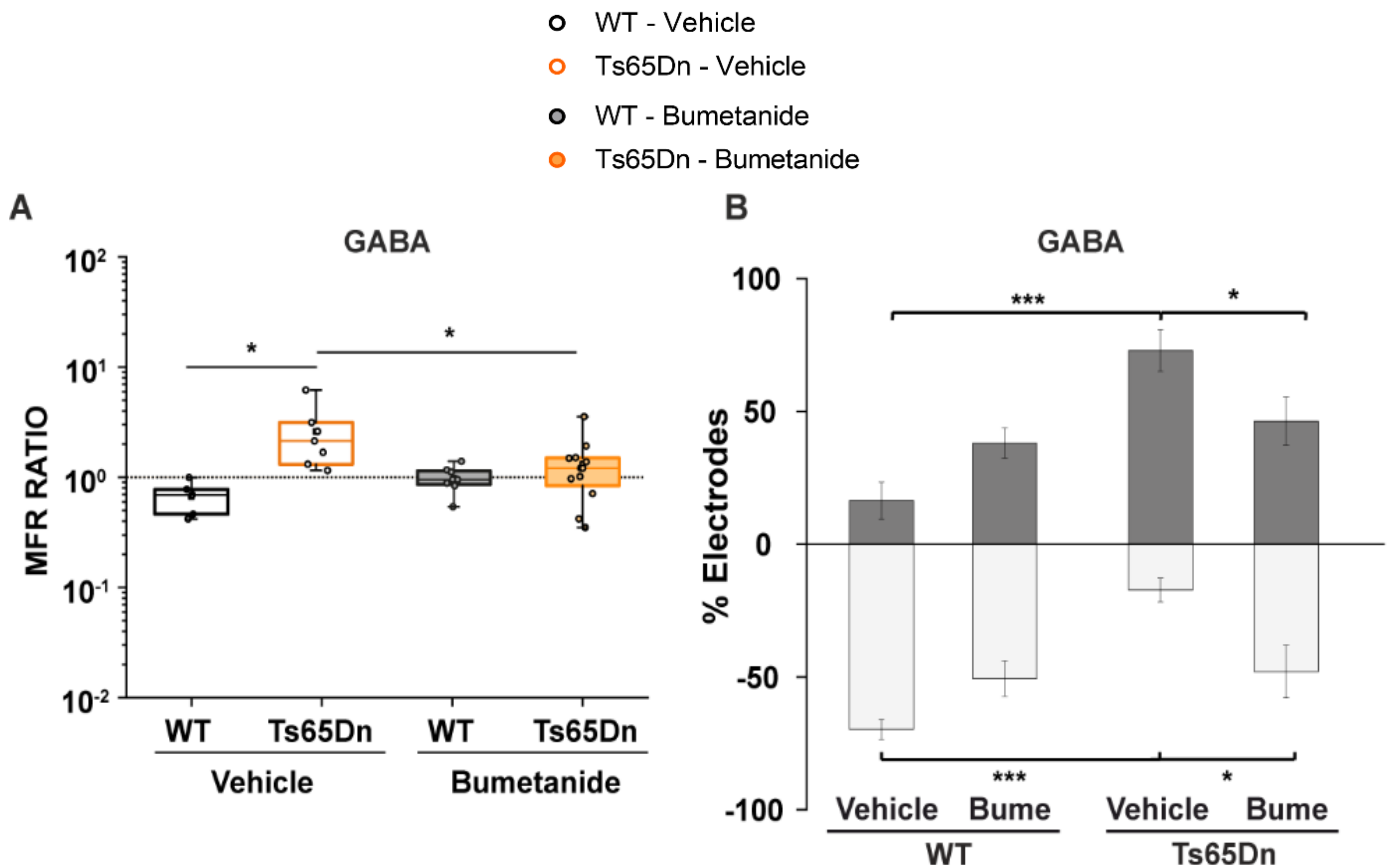 WT - Vehicle
Ts65Dn - Vehicle
WT - Bumetanide
Ts65Dn - Bumetanide
A
GABA
MFR RATIO
10²
10¹
10⁰
10⁻¹
10⁻²
*
*
WT
Ts65Dn
WT
Ts65Dn
Vehicle
Bumetanide
B
GABA
% Electrodes
100
50
0
-50
-100
***
*
***
*
Vehicle
Bume
Vehicle
Bume
WT
Ts65Dn